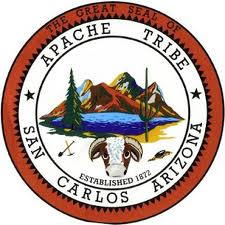 THE GREAT SEAL OF
APACHE TRIBE
SAN CARLOS ARIZONA
ESTABLISHED 1872